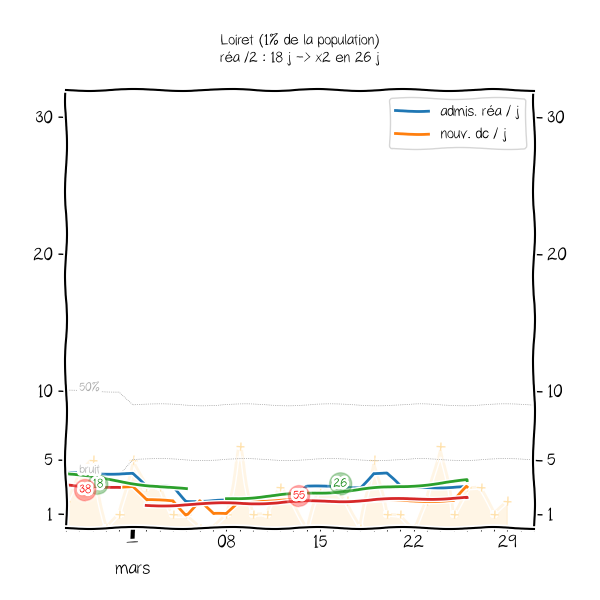 Loiret (1% de la population)
réa /2 : 18 j -> x2 en 26 j
admis. réa / j
nouv. dc / j
30 30
20 20
50%
10 10
5 5
bruit
38 18 55 26
1 1
1 08 15 22 29
mars